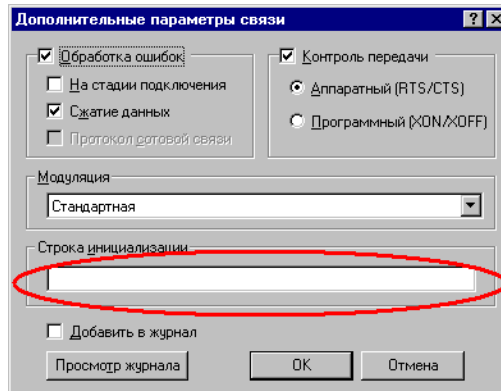 Дополнительные параметры связи
Обработка ошибок
На стадии подключения
Сжатие данных
Протокол сотовой связи
Контроль передачи
Аппаратный (RTS/CTS)
Программный (XON/XOFF)
Модуляция
Стандартная
Строка инициализации
Добавить в журнал
Просмотр журнала
OK
Отмена